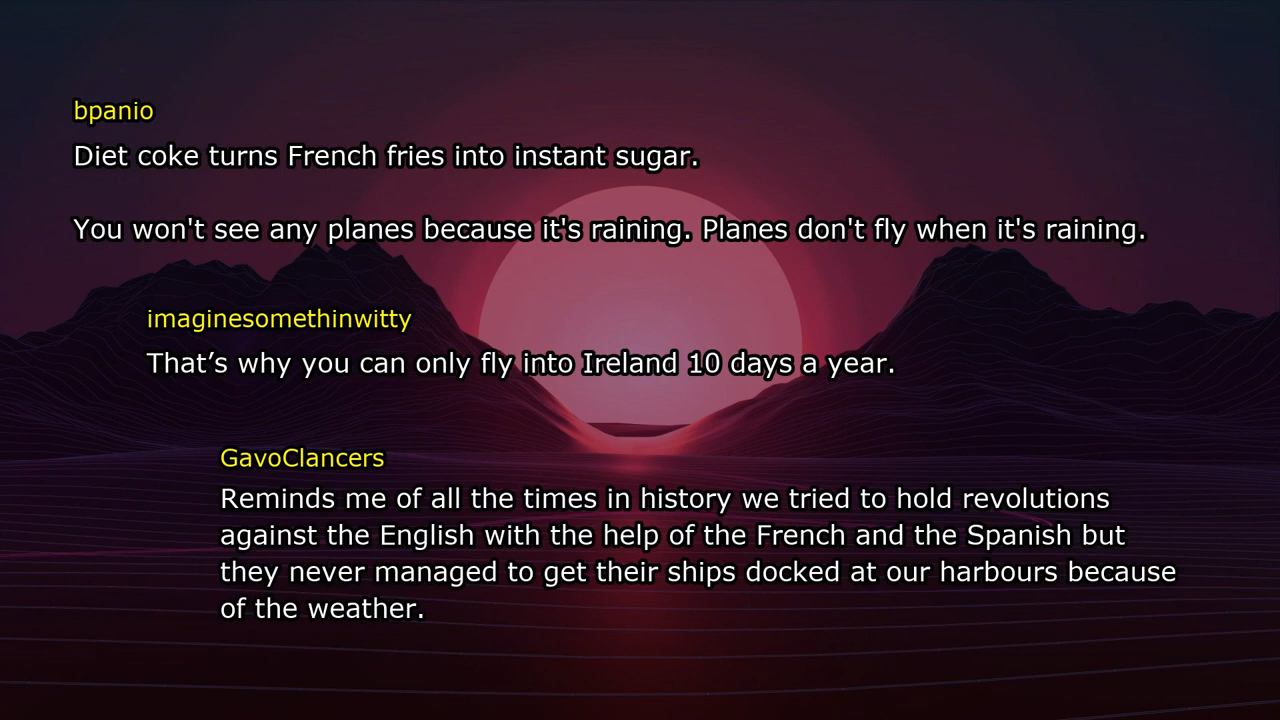 bpanio
Diet coke turns French fries into instant sugar.
You won't see any planes because it's raining. Planes don't fly when it's raining.
imaginesomethinwitty
That’s why you can only fly into Ireland 10 days a year.
GavoClancers
Reminds me of all the times in history we tried to hold revolutions
against the English with the help of the French and the Spanish but
they never managed to get their ships docked at our harbours because
of the weather.